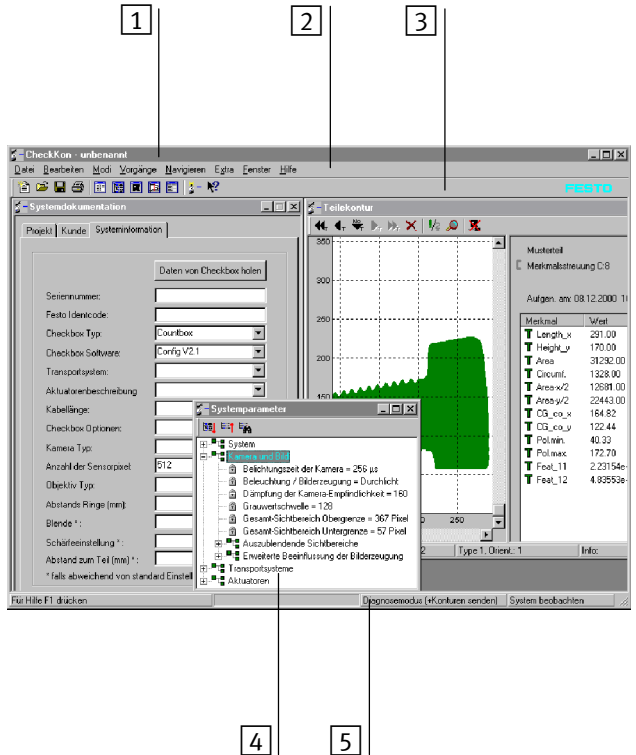 1
2
3
CheckKon - unbenannt
Datei Bearbeiten Modi Vorgänge Navigieren Extra Fenster Hilfe
FESTO
Systemdokumentation
Projekt Kunde Systeminformation
Daten von Checkbox holen
Seriennummer:
Festo Identcode:
Checkbox Typ: Countbox
Checkbox Software: Config V2.1
Transportsystem:
Aktuatorenbeschreibung
Kabellänge:
Checkbox Optionen:
Kamera Typ:
Anzahl der Sensorpixel: 512
Objektiv Typ:
Abstands Ringe (mm):
Blende * :
Schärfeeinstellung * :
Abstand zum Teil (mm) * :
* falls abweichend von standard Einstell
Teilekontur
350
300
250
200
150
0
250
Musterteil
Merkmalsstreuung C:8
Aufgen. am: 08.12.2000
Merkmal Wert
Length_x 291.00
Height_y 170.00
Area 31292.00
Circumf. 1328.00
Area-x/2 12681.00
Area-y/2 22443.00
CG_co_x 164.82
CG_co_y 122.44
Pol.min. 40.33
Pol.max 172.70
Feat_11 2.23154e-
Feat_12 4.83553e-
2 Type 1, Orient.: 1 Info:
Systemparameter
System
Kamera und Bild
Belichtungszeit der Kamera = 256 µs
Beleuchtung / Bilderzeugung = Durchlicht
Dämpfung der Kamera-Empfindlichkeit = 160
Grauwertschwelle = 128
Gesamt-Sichtbereich Obergrenze = 367 Pixel
Gesamt-Sichtbereich Untergrenze = 57 Pixel
Auszublendende Sichtbereiche
Erweiterte Beeinflussung der Bilderzeugung
Transportsysteme
Aktuatoren
Für Hilfe F1 drücken
Diagnosemodus (+Konturen senden) System beobachten
4
5